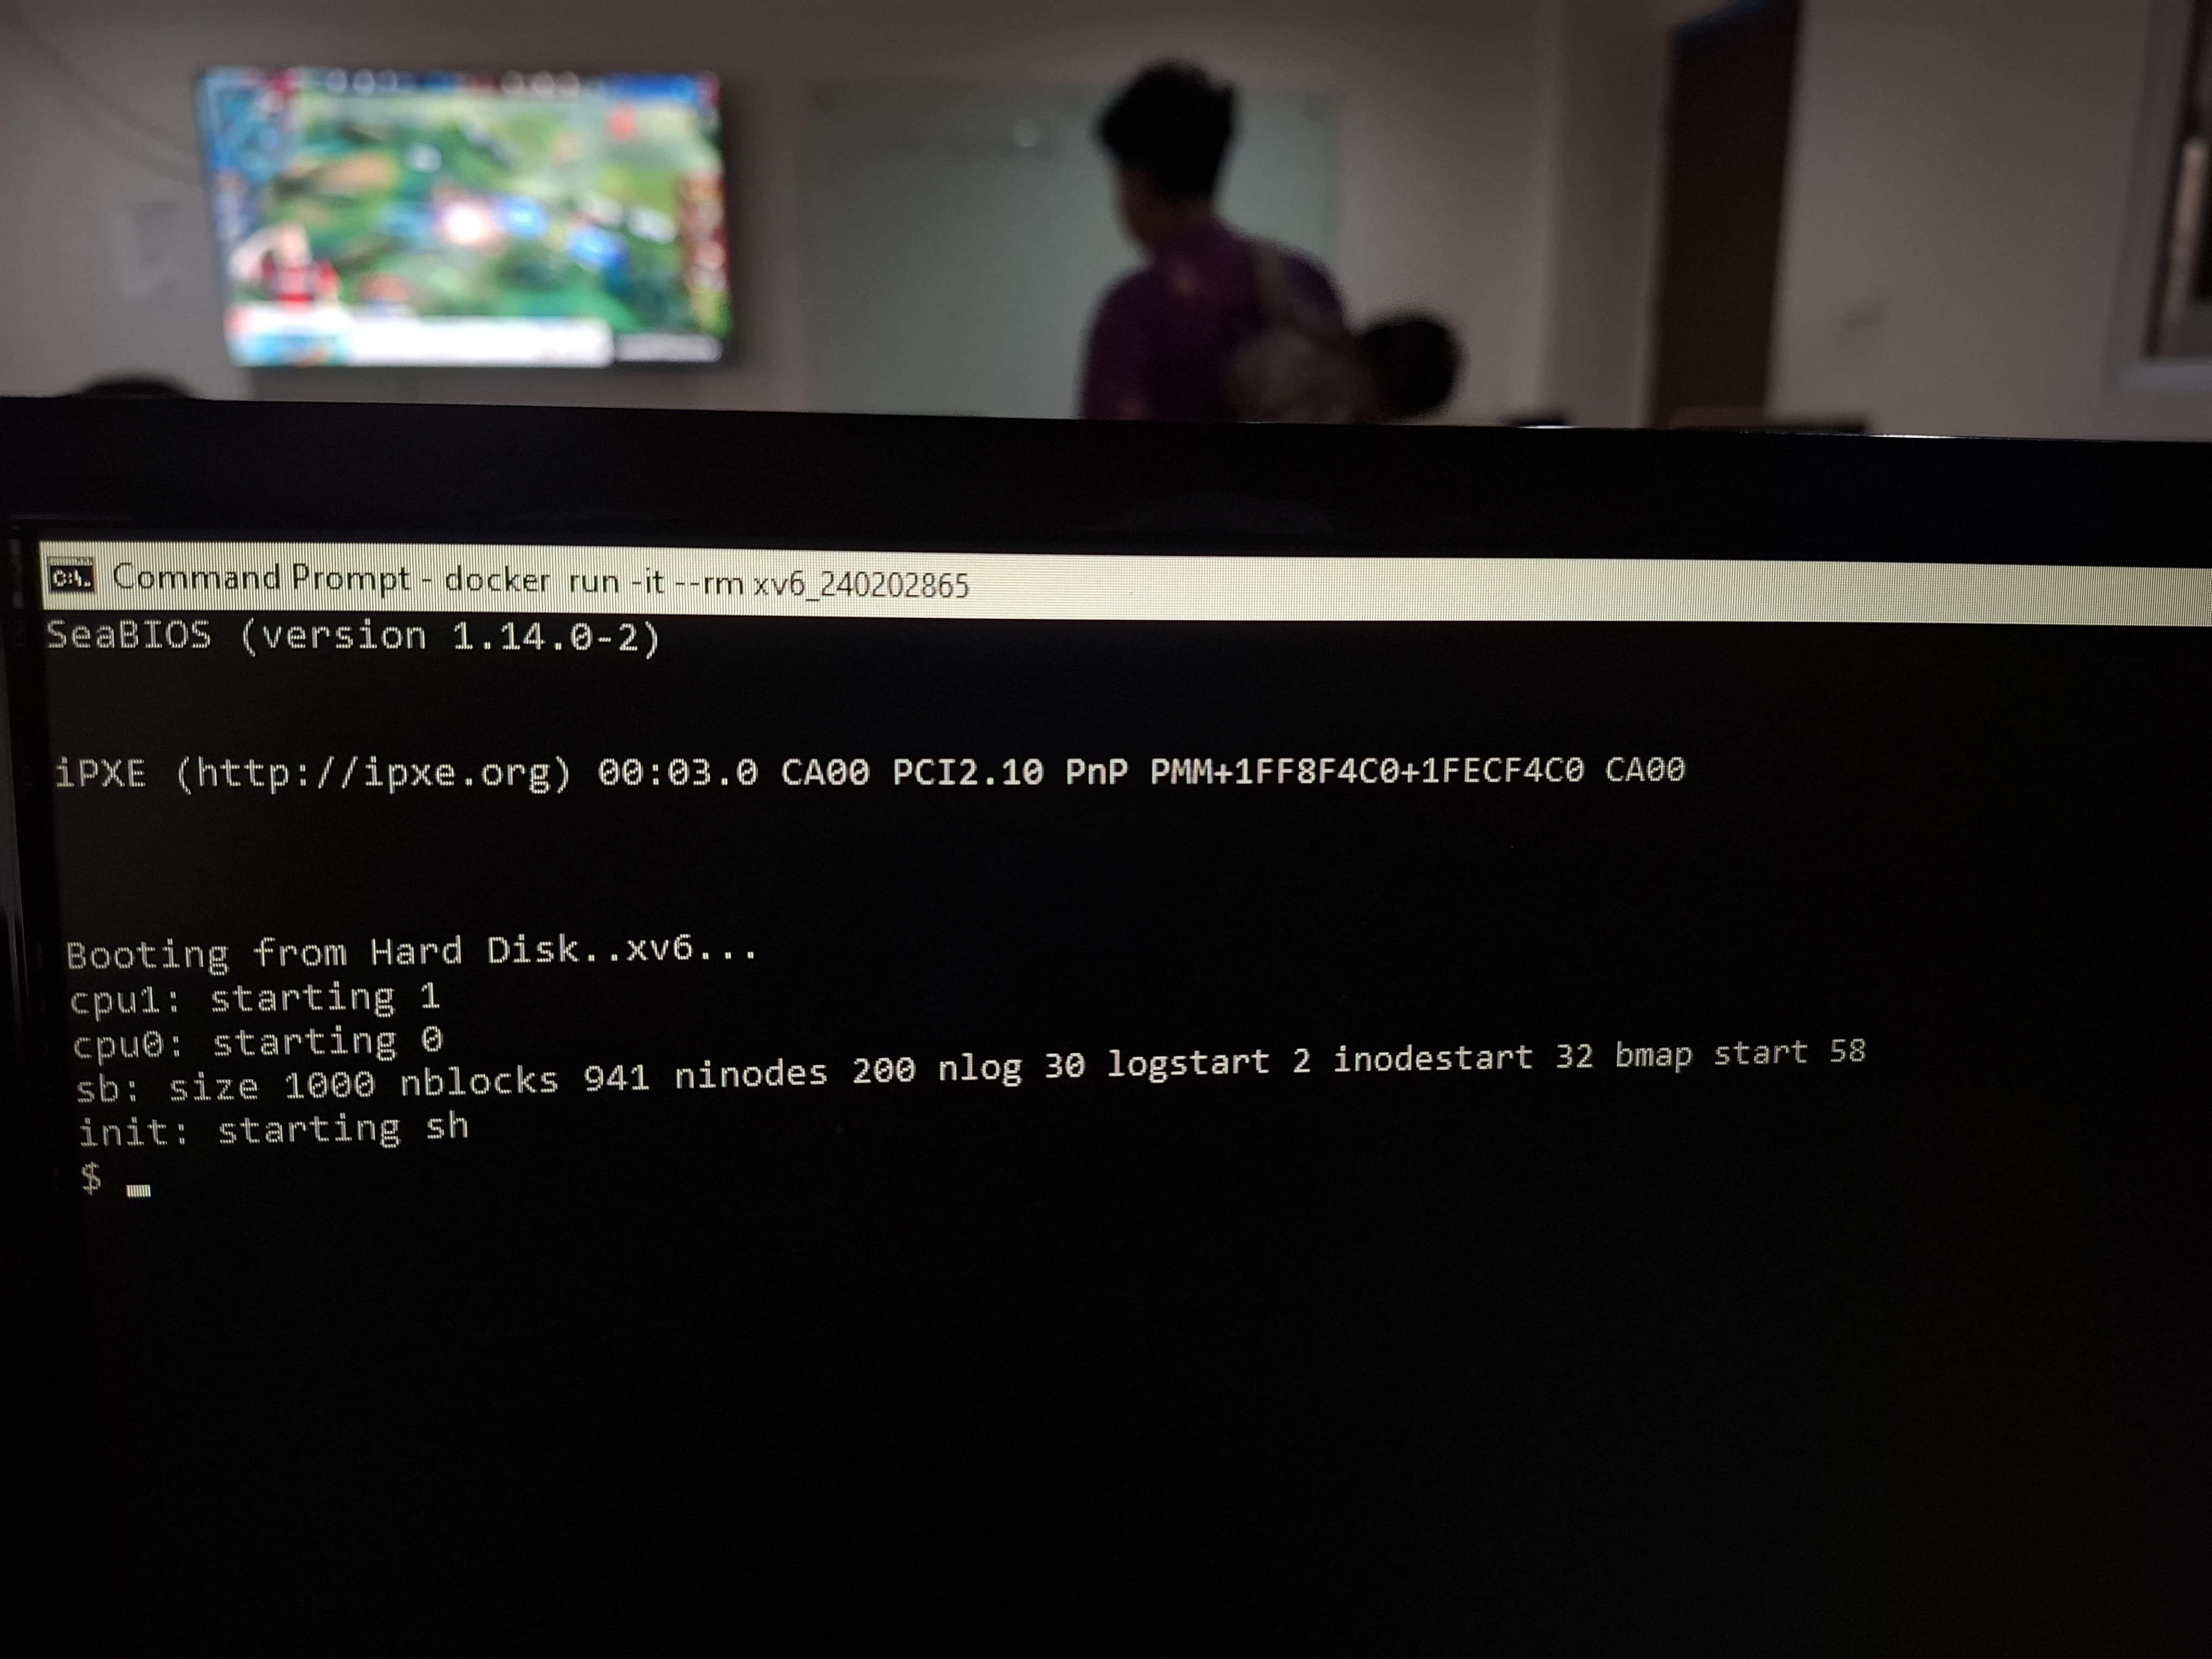 Command Prompt - docker run -it --rm xv6_240202865
SeaBIOS (version 1.14.0-2)
iPXE (http://ipxe.org) 00:03.0 CA00 PCI2.10 PnP PMM+1FF8F4C0+1FECF4C0 CA00
Booting from Hard Disk..xv6...
cpu1: starting 1
cpu0: starting 0
sb: size 1000 nblocks 941 ninodes 200 nlog 30 logstart 2 inodestart 32 bmap start 58
init: starting sh
$